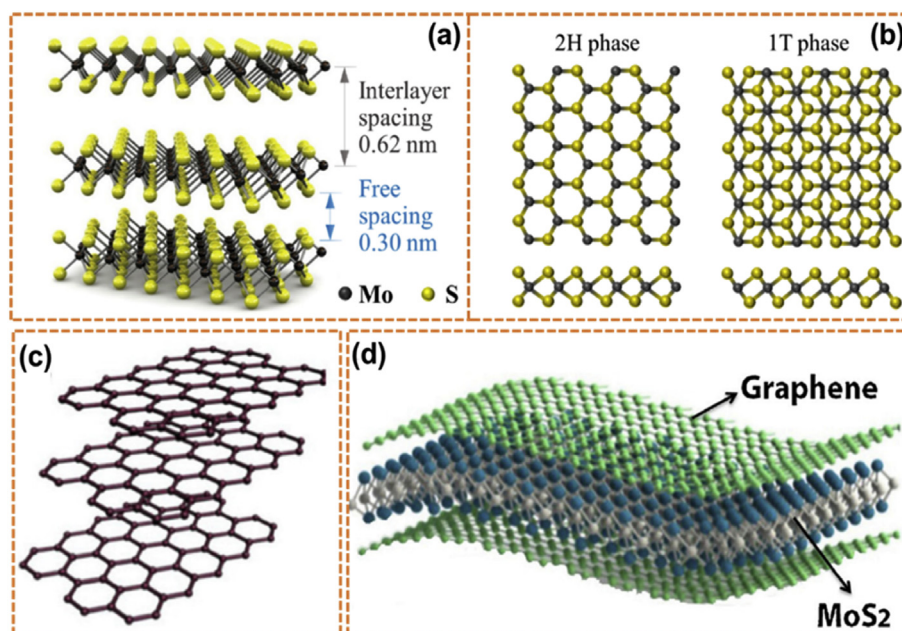 (a)
Interlayer
spacing
0.62 nm
Free
spacing
0.30 nm
Mo S
(b)
2H phase 1T phase
(c)
(d)
Graphene
MoS2